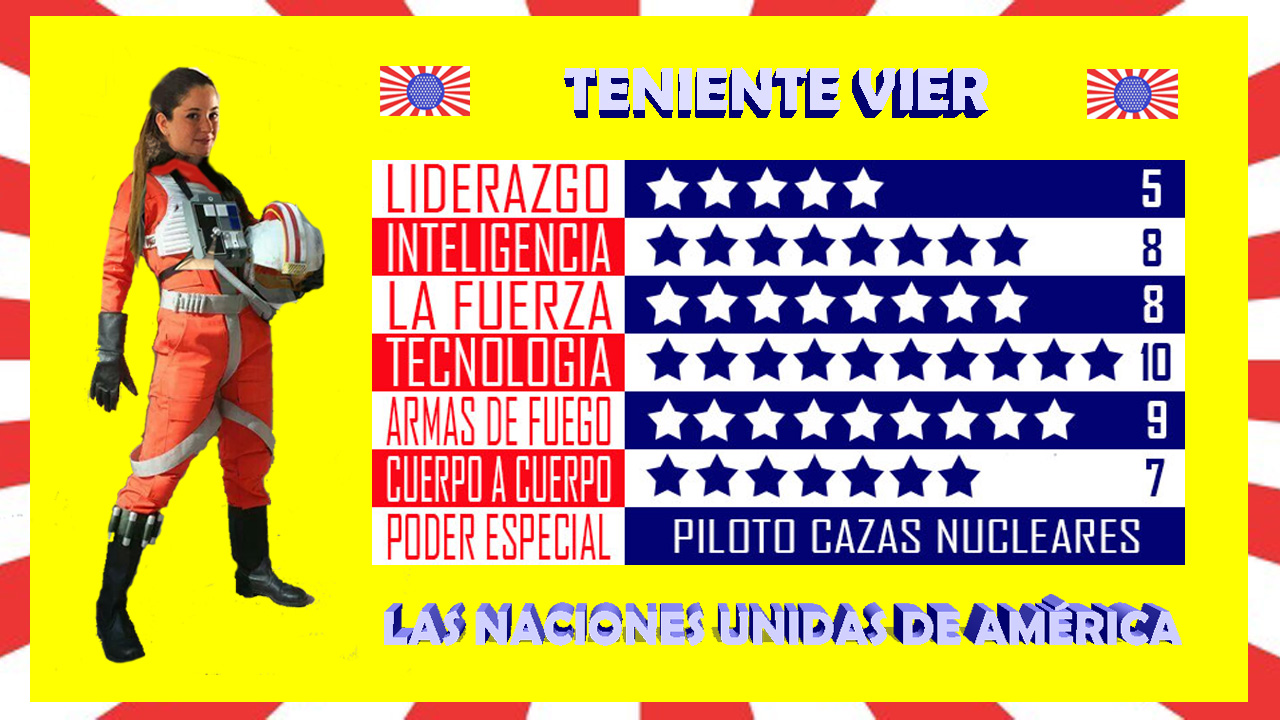 TENIENTE VIER
LIDERAZGO 5
INTELIGENCIA 8
LA FUERZA 8
TECNOLOGIA 10
ARMAS DE FUEGO 9
CUERPO A CUERPO 7
PODER ESPECIAL PILOTO CAZAS NUCLEARES
LAS NACIONES UNIDAS DE AMÉRICA